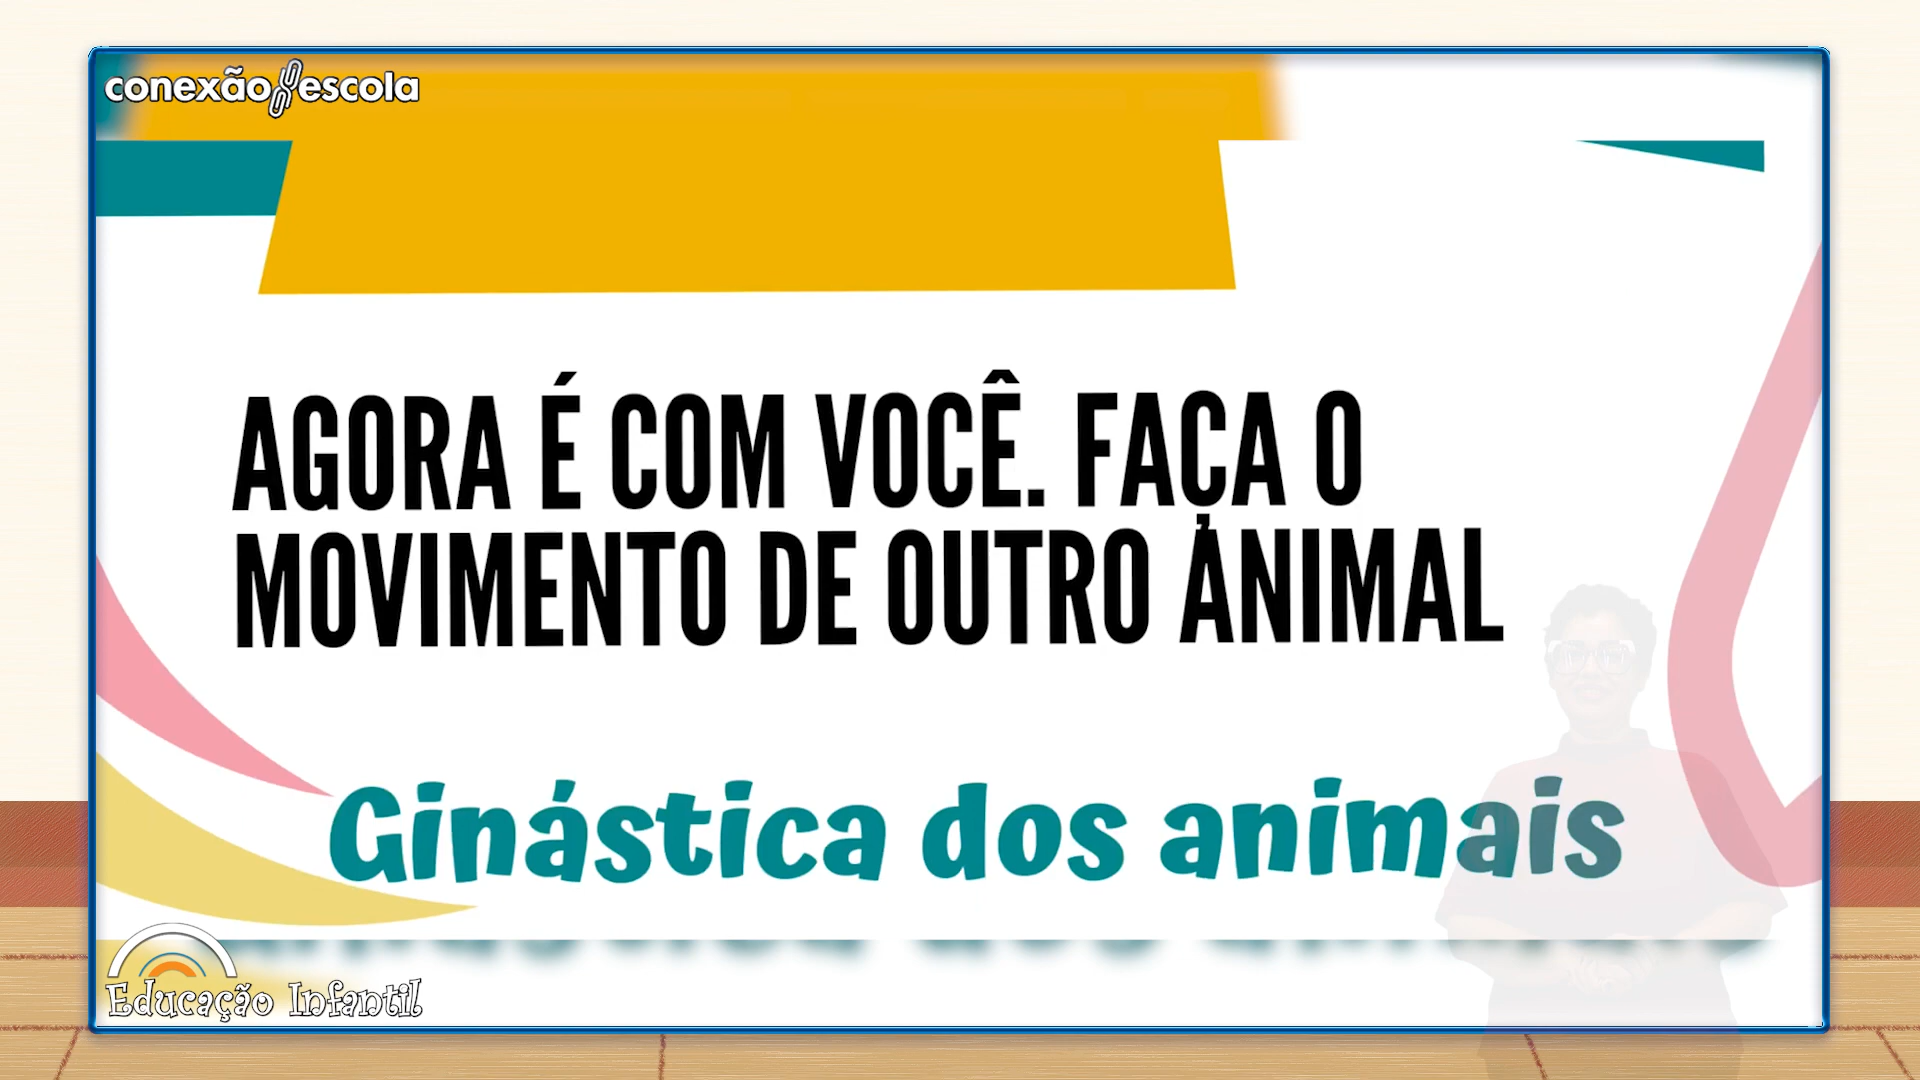 conexão escola
AGORA É COM VOCÊ. FAÇA O
MOVIMENTO DE OUTRO ANIMAL
Ginástica dos animais
Educação Infantil